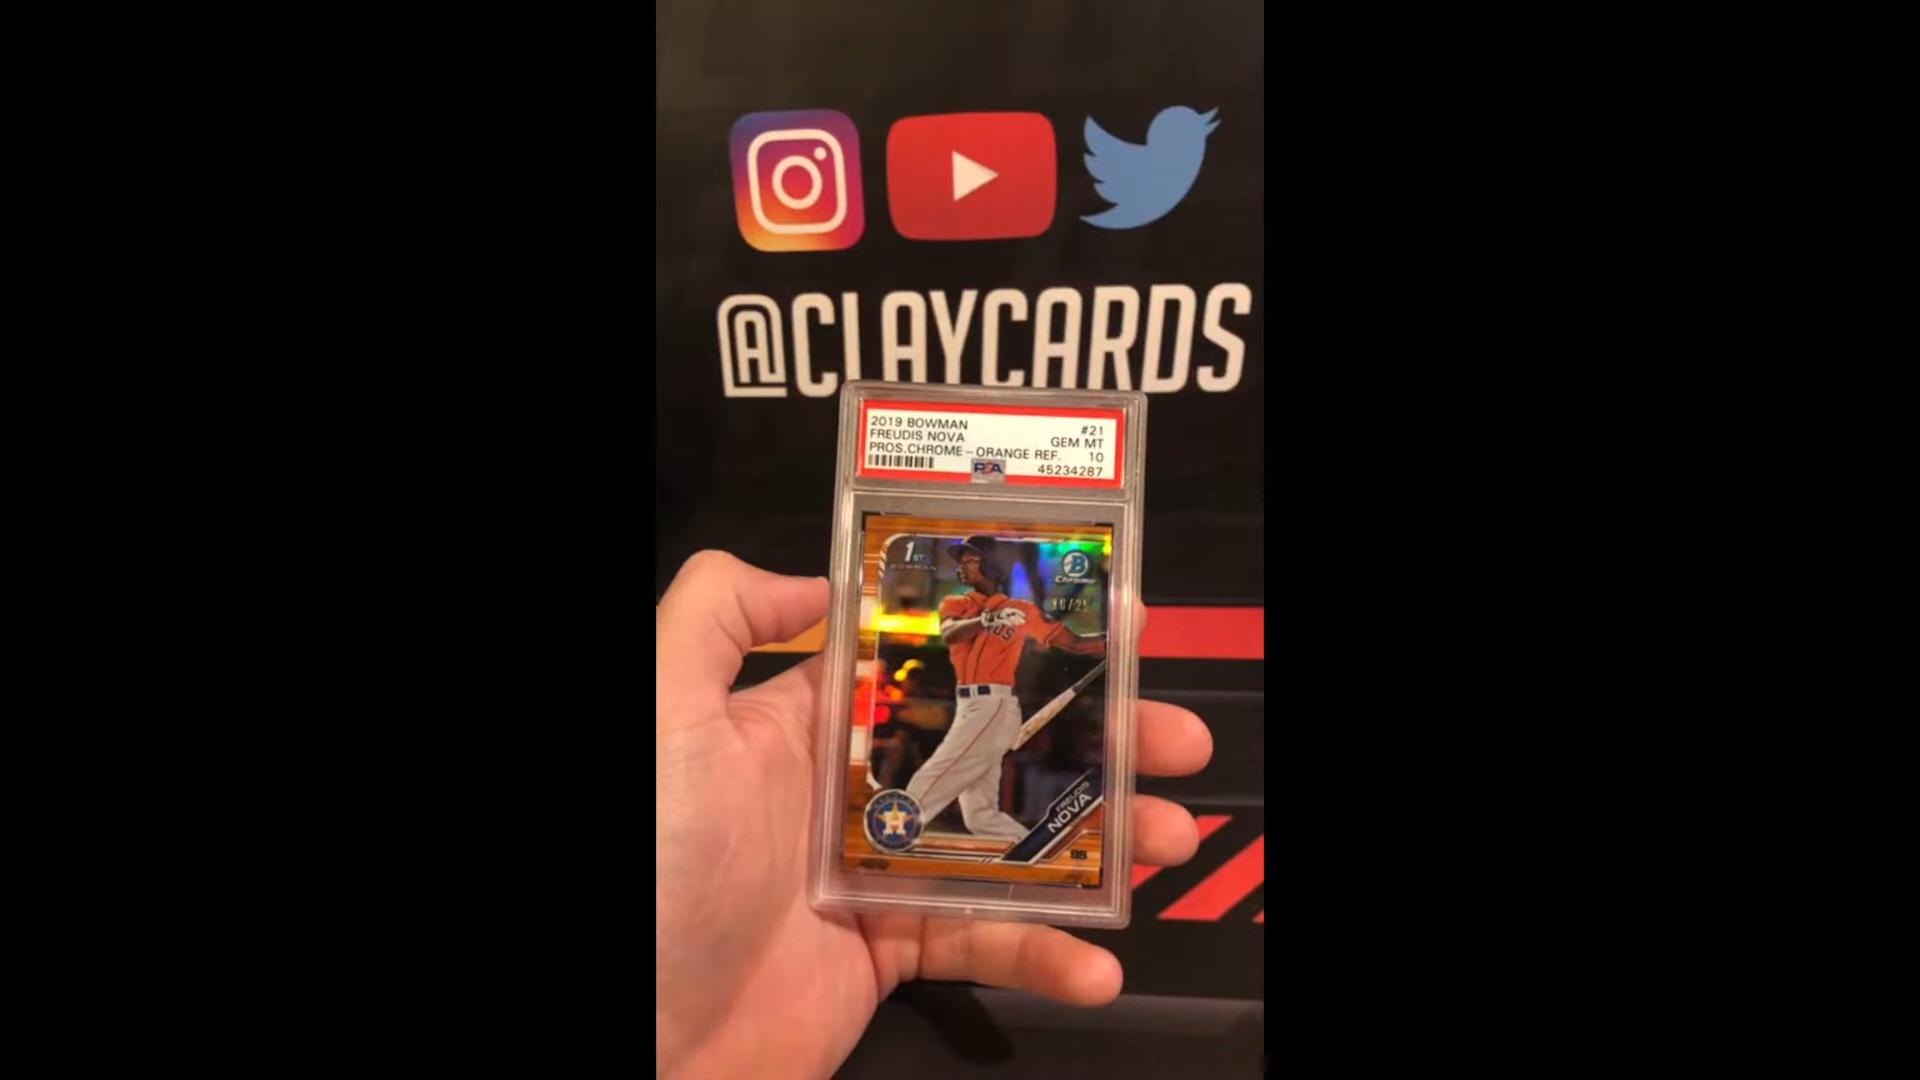 @CLAYCARDS
2019 BOWMAN #21
FREUDIS NOVA GEM MT
PROS.CHROME - ORANGE REF. 10
PSA 45234287
1ST
BOWMAN
B
Chrome
FREUDIS
NOVA
SS